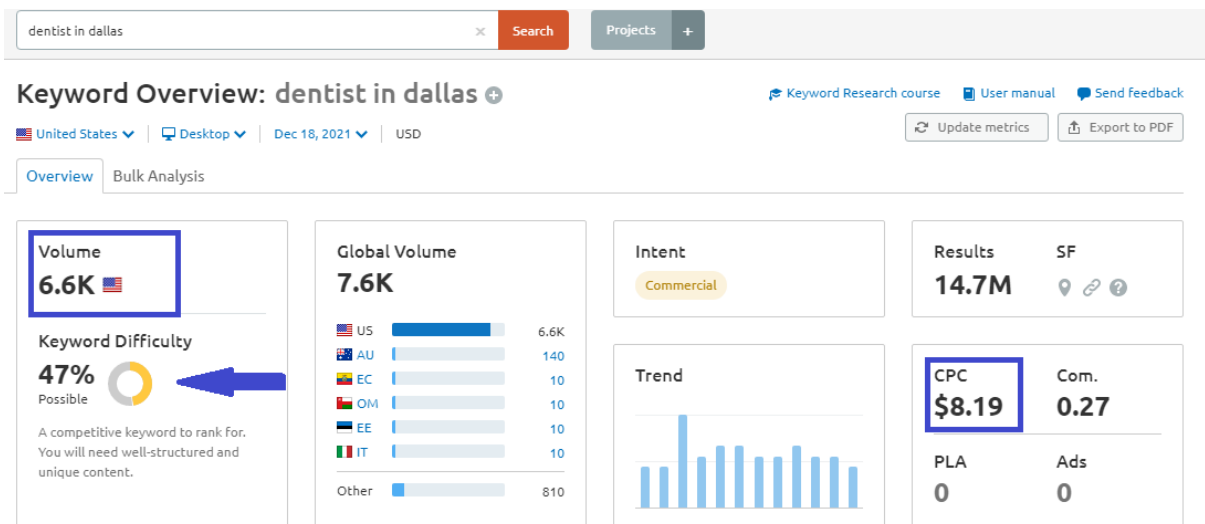 dentist in dallas × Search Projects +
Keyword Overview: dentist in dallas
Keyword Research course User manual Send feedback
United States Desktop Dec 18, 2021 USD
Update metrics Export to PDF
Overview Bulk Analysis
Volume
6.6K
Keyword Difficulty
47%
Possible
A competitive keyword to rank for.
You will need well-structured and
unique content.
Global Volume
7.6K
US 6.6K
AU 140
EC 10
OM 10
EE 10
IT 10
Other 810
Intent
Commercial
Trend
Results SF
14.7M
CPC Com.
$8.19 0.27
PLA Ads
0 0